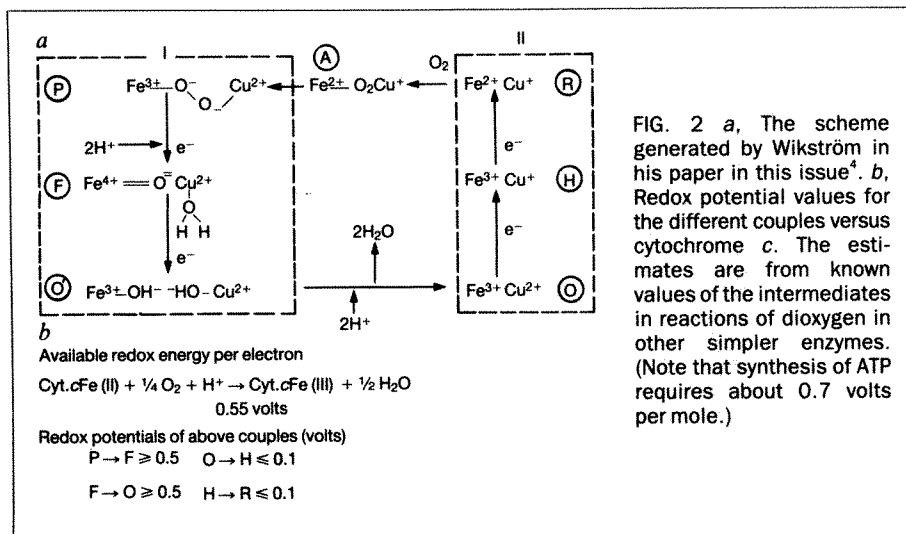 a
I
II
P
Fe³⁺—O⁻
O⁻
Cu²⁺
A
Fe²⁺— O₂Cu⁺
O₂
Fe²⁺ Cu⁺
R
2H⁺
e⁻
e⁻
F
Fe⁴⁺ ═ O⁼ Cu²⁺
O
H H
Fe³⁺ Cu⁺
H
e⁻
2H₂O
e⁻
O'
Fe³⁺—OH⁻ ⁻HO–Cu²⁺
2H⁺
Fe³⁺ Cu²⁺
O
b
Available redox energy per electron
Cyt.cFe (II) + ¼ O₂ + H⁺ → Cyt.cFe (III) + ½ H₂O
0.55 volts
Redox potentials of above couples (volts)
P → F ≥ 0.5 O → H ≤ 0.1
F → O ≥ 0.5 H → R ≤ 0.1
FIG. 2 a, The scheme
generated by Wikström in
his paper in this issue⁴. b,
Redox potential values for
the different couples versus
cytochrome c. The esti-
mates are from known
values of the intermediates
in reactions of dioxygen in
other simpler enzymes.
(Note that synthesis of ATP
requires about 0.7 volts
per mole.)